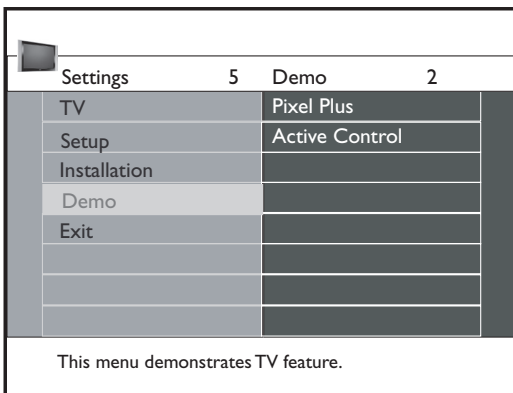 Settings 5 Demo 2
TV Pixel Plus
Setup Active Control
Installation
Demo
Exit
This menu demonstrates TV feature.